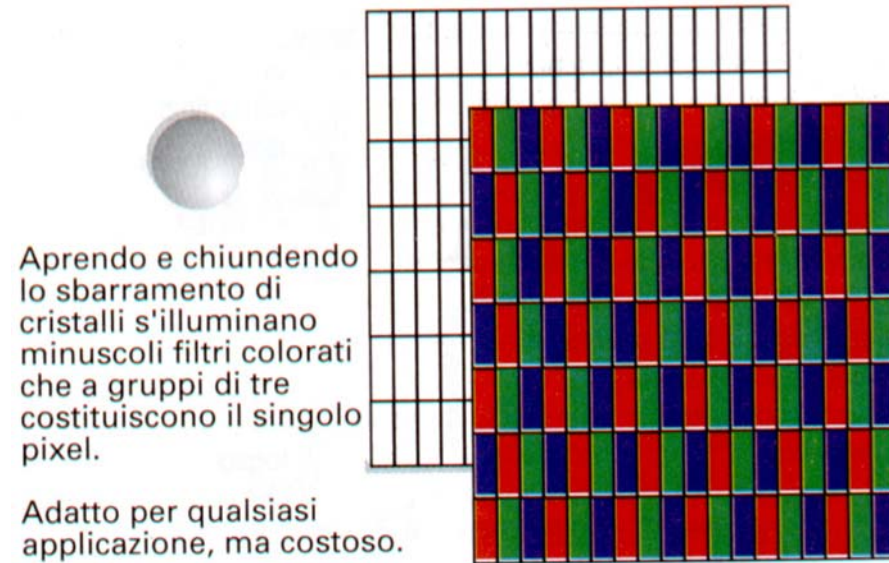 Aprendo e chiundendo
lo sbarramento di
cristalli s'illuminano
minuscoli filtri colorati
che a gruppi di tre
costituiscono il singolo
pixel.
Adatto per qualsiasi
applicazione, ma costoso.